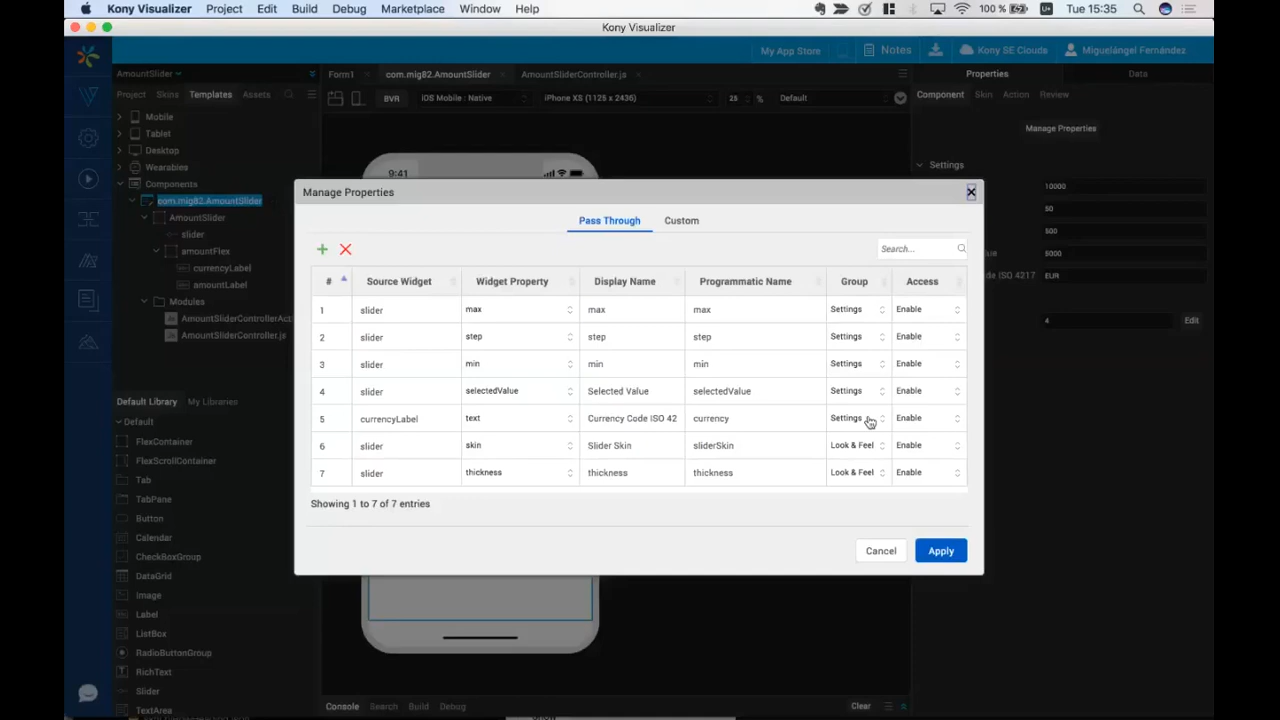 Kony Visualizer Project Edit Build Debug Marketplace Window Help 100 % Tue 15:35
Kony Visualizer
My App Store Notes Kony SE Clouds Miguelángel Fernández
AmountSlider Form1 com.mig82.AmountSlider AmountSliderController.js Properties Data
Project Skins Templates Assets BVR iOS Mobile : Native iPhone XS (1125 x 2436) 25 % Default Component Skin Action Review
Mobile
Tablet
Desktop
Wearables
Components
com.mig82.AmountSlider
AmountSlider
slider
amountFlex
currencyLabel
amountLabel
Modules
AmountSliderControllerAct
AmountSliderController.js
Default Library My Libraries
Default
FlexContainer
FlexScrollContainer
Tab
TabPane
Button
Calendar
CheckBoxGroup
DataGrid
Image
Label
ListBox
RadioButtonGroup
RichText
Slider
TextArea
9:41
Manage Properties
Pass Through Custom
Search...
# Source Widget Widget Property Display Name Programmatic Name Group Access
1 slider max max max Settings Enable
2 slider step step step Settings Enable
3 slider min min min Settings Enable
4 slider selectedValue Selected Value selectedValue Settings Enable
5 currencyLabel text Currency Code ISO 42 currency Settings Enable
6 slider skin Slider Skin sliderSkin Look & Feel Enable
7 slider thickness thickness thickness Look & Feel Enable
Showing 1 to 7 of 7 entries
Cancel Apply
Manage Properties
Settings
10000
50
500
ue 5000
de ISO 4217 EUR
4 Edit
Console Search Build Debug Clear